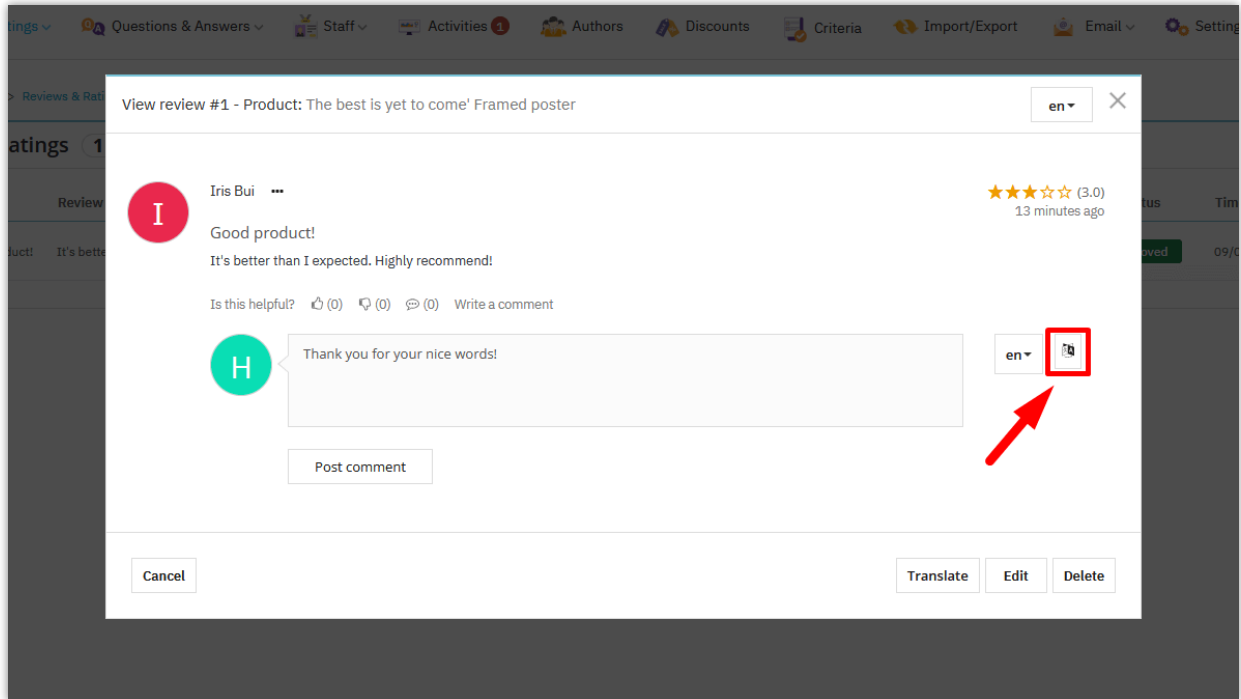 tings
Questions & Answers
Staff
Activities 1
Authors
Discounts
Criteria
Import/Export
Email
Setting
> Reviews & Rati
atings 1
View review #1 - Product: The best is yet to come' Framed poster
en
Review
tus
Tim
duct!
It's bette
oved
09/0
I
Iris Bui
(3.0)
13 minutes ago
Good product!
It's better than I expected. Highly recommend!
Is this helpful? (0) (0) (0) Write a comment
H
Thank you for your nice words!
en
Post comment
Cancel
Translate
Edit
Delete